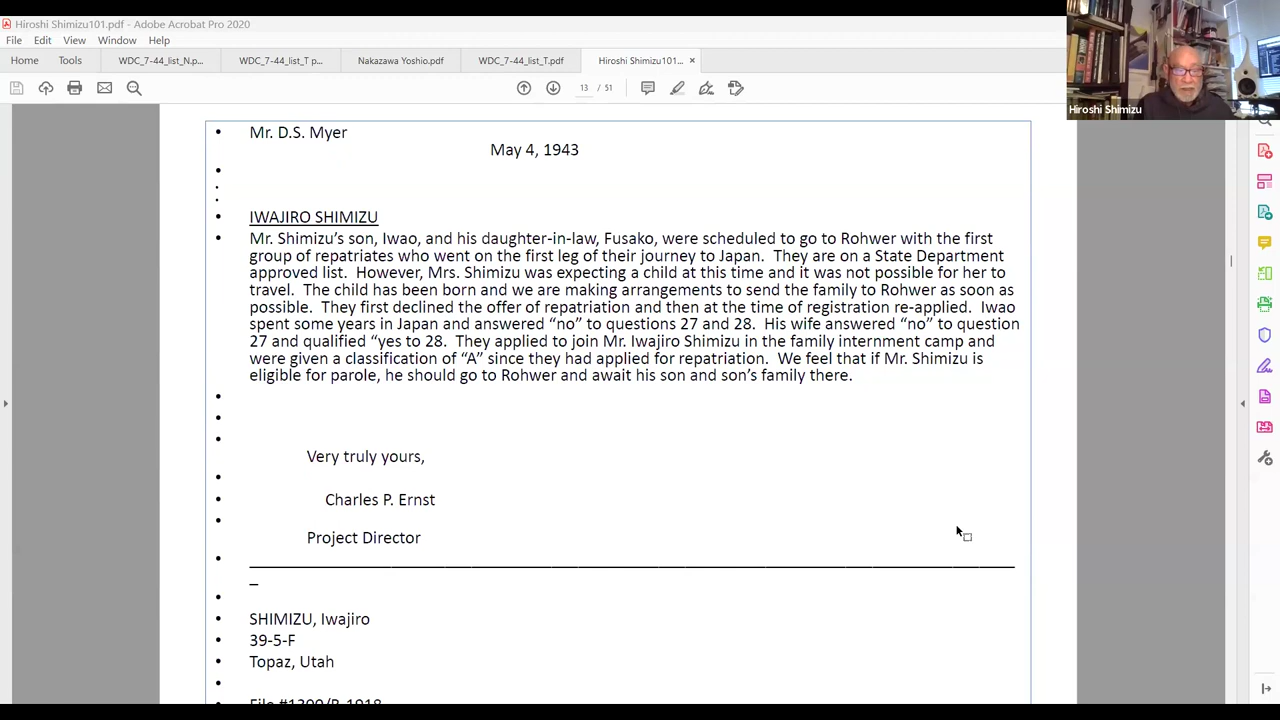 Hiroshi Shimizu101.pdf - Adobe Acrobat Pro 2020
File Edit View Window Help
Home Tools WDC_7-44_list_N.p... WDC_7-44_list_T p... Nakazawa Yoshio.pdf WDC_7-44_list_T.pdf Hiroshi Shimizu101... ×
13 / 51
Hiroshi Shimizu
Mr. D.S. Myer
May 4, 1943
IWAJIRO SHIMIZU
Mr. Shimizu’s son, Iwao, and his daughter-in-law, Fusako, were scheduled to go to Rohwer with the first
group of repatriates who went on the first leg of their journey to Japan. They are on a State Department
approved list. However, Mrs. Shimizu was expecting a child at this time and it was not possible for her to
travel. The child has been born and we are making arrangements to send the family to Rohwer as soon as
possible. They first declined the offer of repatriation and then at the time of registration re-applied. Iwao
spent some years in Japan and answered “no” to questions 27 and 28. His wife answered “no” to question
27 and qualified “yes to 28. They applied to join Mr. Iwajiro Shimizu in the family internment camp and
were given a classification of “A” since they had applied for repatriation. We feel that if Mr. Shimizu is
eligible for parole, he should go to Rohwer and await his son and son’s family there.
Very truly yours,
Charles P. Ernst
Project Director
SHIMIZU, Iwajiro
39-5-F
Topaz, Utah
File #1300/R-1918